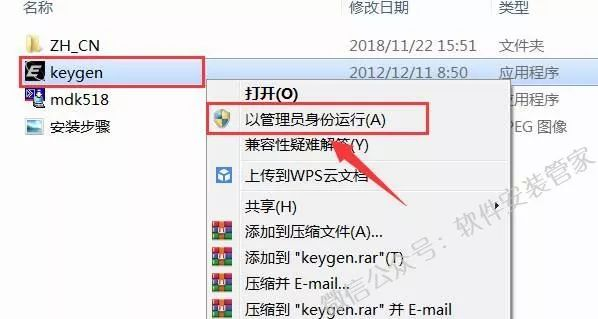 名称
修改日期
类型
ZH_CN
2018/11/22 15:51
文件夹
keygen
2012/12/11 8:50
应用程序
mdk518
应用程序
安装步骤
PEG 图像
打开(O)
以管理员身份运行(A)
兼容性疑难解答(Y)
上传到WPS云文档
共享(H)
添加到压缩文件(A)...
添加到 "keygen.rar"(T)
压缩并 E-mail...
压缩到 "keygen.rar" 并 E-mail
微信公众号：软件安装管家